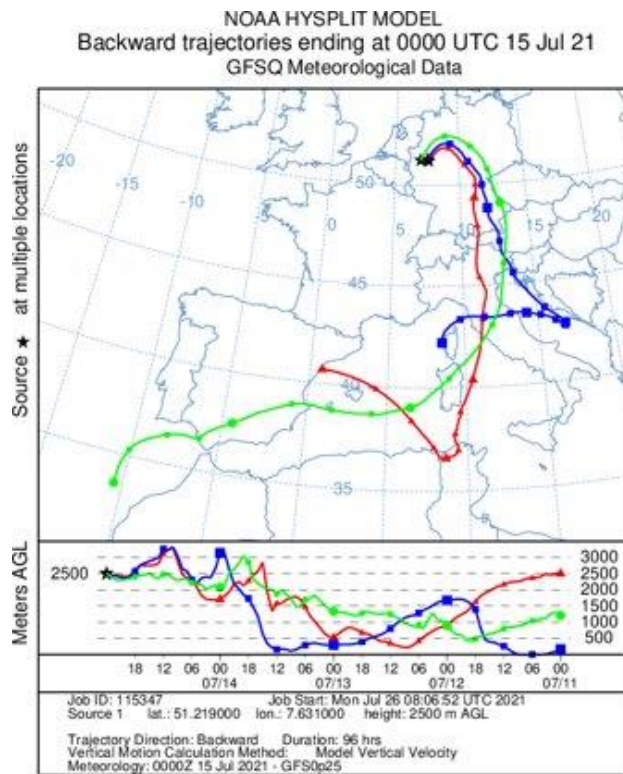 NOAA HYSPLIT MODEL
Backward trajectories ending at 0000 UTC 15 Jul 21
GFSQ Meteorological Data
Source ★ at multiple locations
-20
-15
-10
-5
0
5
10
15
20
50
45
40
35
Meters AGL
2500
3000
2500
2000
1500
1000
500
18 12 06 00 18 12 06 00 18 12 06 00 18 12 06 00
07/14 07/13 07/12 07/11
Job ID: 115347 Job Start: Mon Jul 26 08:06:52 UTC 2021
Source 1 lat.: 51.219000 lon.: 7.631000 height: 2500 m AGL
Trajectory Direction: Backward Duration: 96 hrs
Vertical Motion Calculation Method: Model Vertical Velocity
Meteorology: 0000Z 15 Jul 2021 - GFS0p25